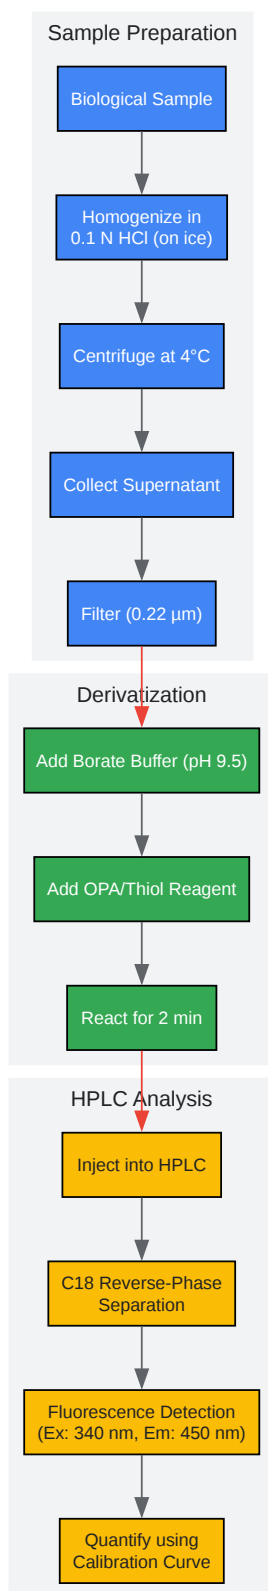 Sample Preparation
Biological Sample
Homogenize in
0.1 N HCl (on ice)
Centrifuge at 4°C
Collect Supernatant
Filter (0.22 µm)
Derivatization
Add Borate Buffer (pH 9.5)
Add OPA/Thiol Reagent
React for 2 min
HPLC Analysis
Inject into HPLC
C18 Reverse-Phase
Separation
Fluorescence Detection
(Ex: 340 nm, Em: 450 nm)
Quantify using
Calibration Curve